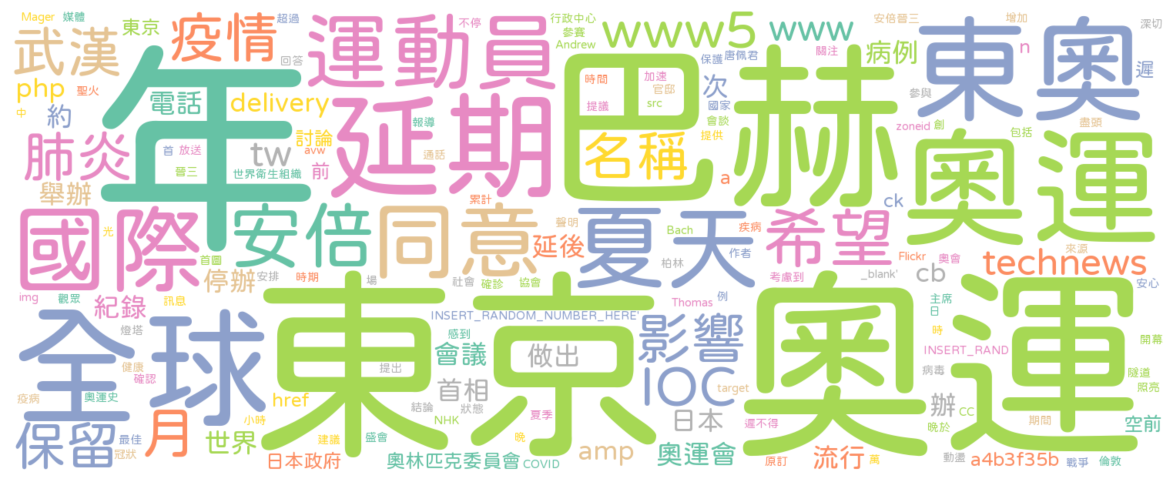 Mager 媒體
東京
疫情
超過
運動員
不停
行政中心
參賽
Andrew
www5
www
安倍晉三
增加
深切
武漢
回答
年
巴赫
保護 唐佩君
關注
病例
n
東奧
遲
php
聖火
中
約
電話
delivery
討論
avw
報導
延期
時間
加速
官邸
提議
src
次
國家
會談
提供
參與
zoneid
創
包括
盡頭
肺炎
首
放送
晉三
tw
前
通話
名稱
a
奧運
世界衛生組織
舉辦
累計
ck
國際
光
首圖
安倍
同意
聲明
延後
夏天
Bach
疾病
作者
希望
Flickr
奧會
來源
停辦
安排
時期
場
社會
確診
協會
柏林
考慮到
_blank'
cb
technews
安心
img
觀眾
訊息
紀錄
燈塔
Thomas
例
主席
日
時
全球
INSERT_RANDOM_NUMBER_HERE'
感到
會議
做出
影響
INSERT_RAND
開幕
健康
確認
東京
提出
奧運
病毒
隧道
照亮
疫病
奧運史
href
首相
結論
狀態
IOC
target
辦
cc
晚於
期間
空前
保留
最佳
冠狀
月
小時
世界
建議
盛會
NHK
夏季
晚
日本
遲不得
日本政府
奧林匹克委員會
COVID
amp
奧運會
原訂
流行
萬
動盪
a4b3f35b
戰爭
倫敦